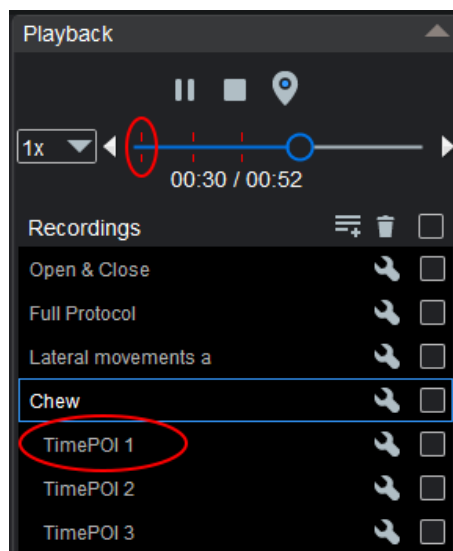 Playback
1x
00:30 / 00:52
Recordings
Open & Close
Full Protocol
Lateral movements a
Chew
TimePOI 1
TimePOI 2
TimePOI 3